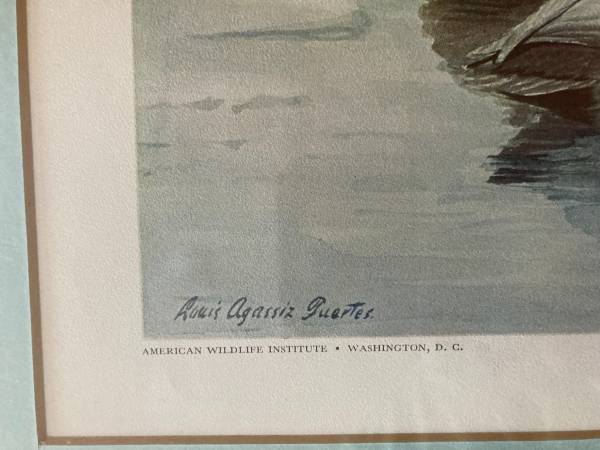 Louis Agassiz Fuertes.
AMERICAN WILDLIFE INSTITUTE • WASHINGTON, D. C.